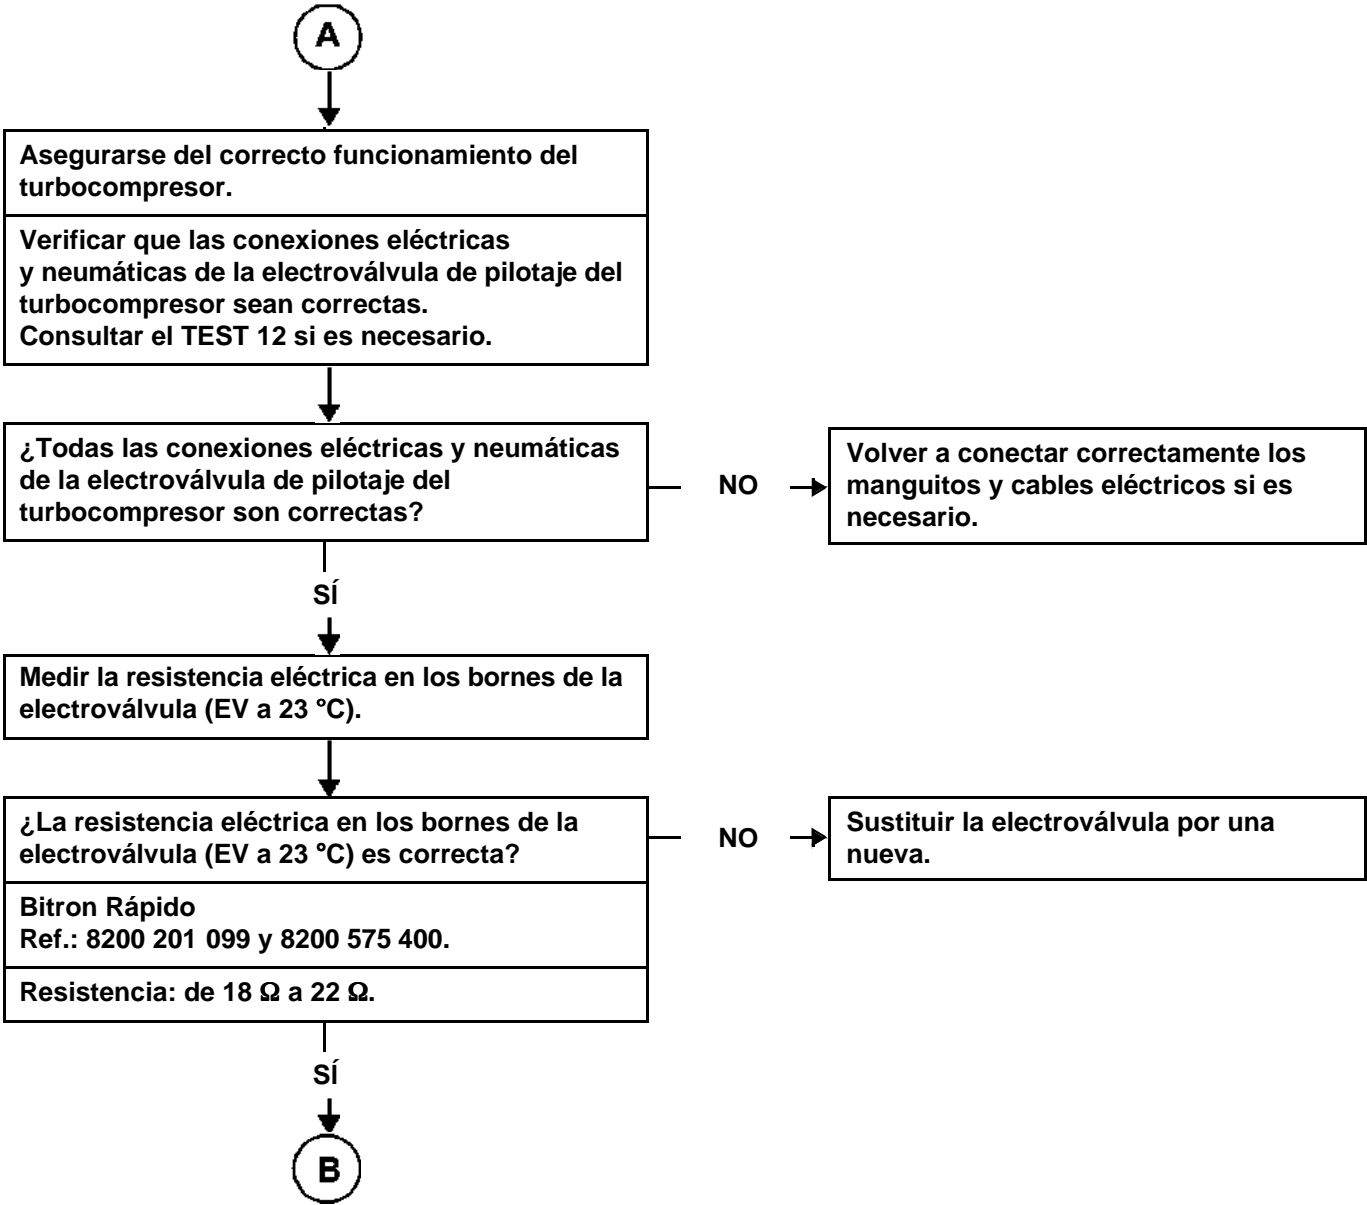 A
Asegurarse del correcto funcionamiento del
turbocompresor.
Verificar que las conexiones eléctricas
y neumáticas de la electroválvula de pilotaje del
turbocompresor sean correctas.
Consultar el TEST 12 si es necesario.
¿Todas las conexiones eléctricas y neumáticas
de la electroválvula de pilotaje del
turbocompresor son correctas?
NO
Volver a conectar correctamente los
manguitos y cables eléctricos si es
necesario.
SÍ
Medir la resistencia eléctrica en los bornes de la
electroválvula (EV a 23 °C).
¿La resistencia eléctrica en los bornes de la
electroválvula (EV a 23 °C) es correcta?
NO
Sustituir la electroválvula por una
nueva.
Bitron Rápido
Ref.: 8200 201 099 y 8200 575 400.
Resistencia: de 18 Ω a 22 Ω.
SÍ
B